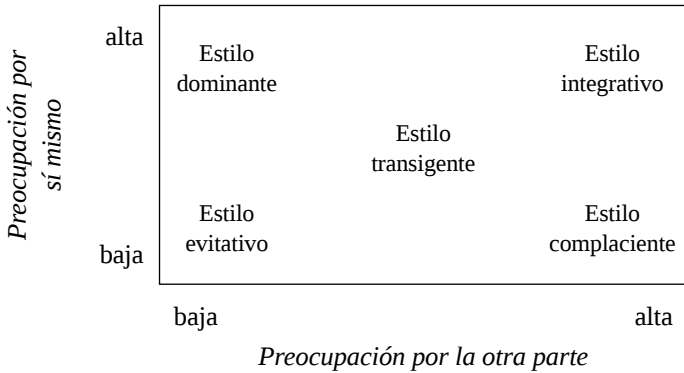 alta
Preocupación por
sí mismo
Estilo
dominante
Estilo
integrativo
Estilo
transigente
Estilo
evitativo
Estilo
complaciente
baja
baja
alta
Preocupación por la otra parte